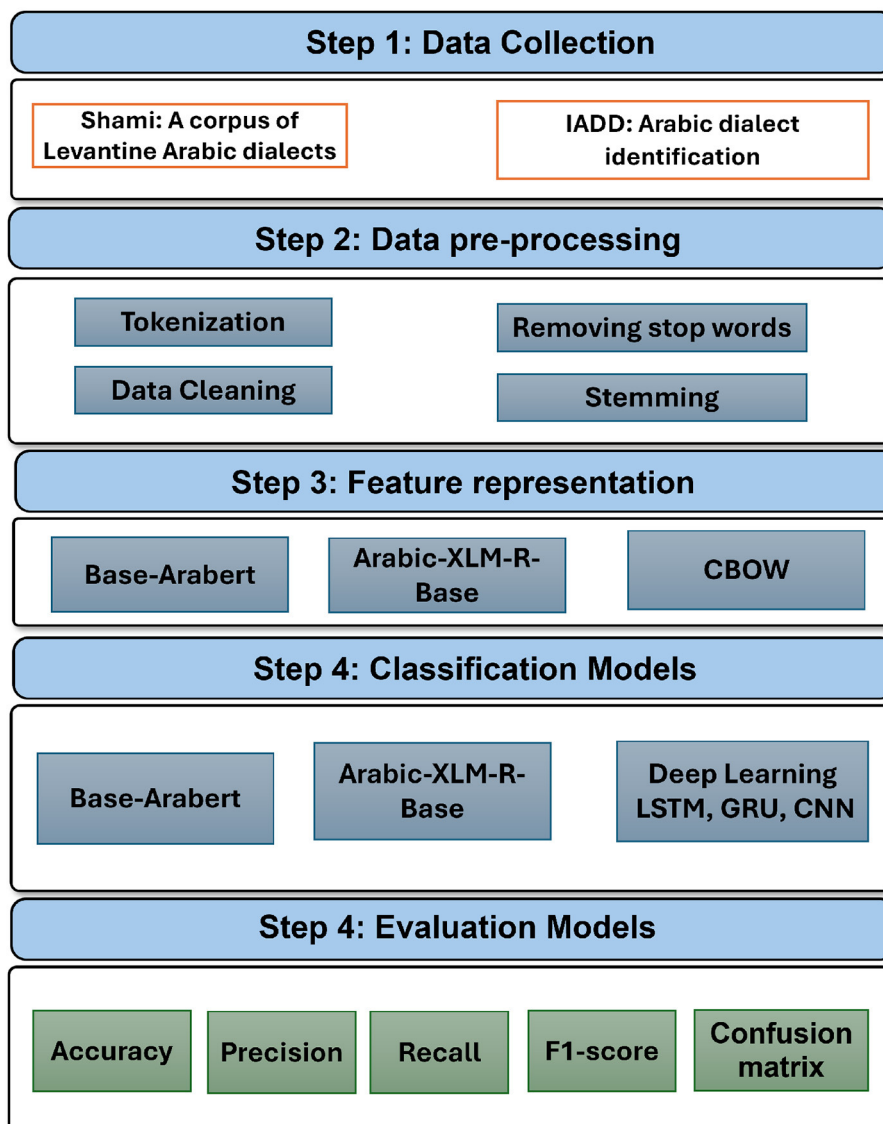 Step 1: Data Collection
Shami: A corpus of
Levantine Arabic dialects
IADD: Arabic dialect
identification
Step 2: Data pre-processing
Tokenization
Removing stop words
Data Cleaning
Stemming
Step 3: Feature representation
Base-Arabert
Arabic-XLM-R-
Base
CBOW
Step 4: Classification Models
Base-Arabert
Arabic-XLM-R-
Base
Deep Learning
LSTM, GRU, CNN
Step 4: Evaluation Models
Accuracy
Precision
Recall
F1-score
Confusion
matrix